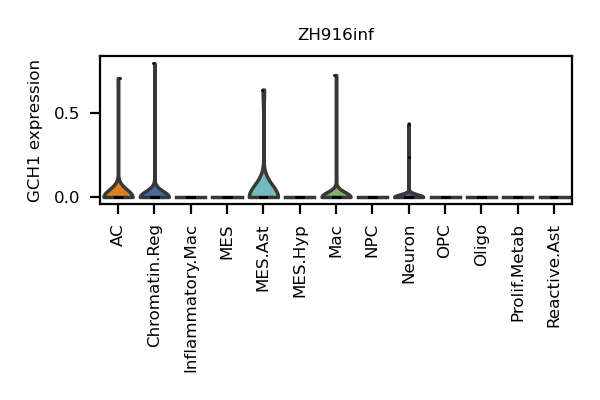 ZH916inf
GCH1 expression
0.5
0.0
AC
Chromatin.Reg
Inflammatory.Mac
MES
MES.Ast
MES.Hyp
Mac
NPC
Neuron
OPC
Oligo
Prolif.Metab
Reactive.Ast